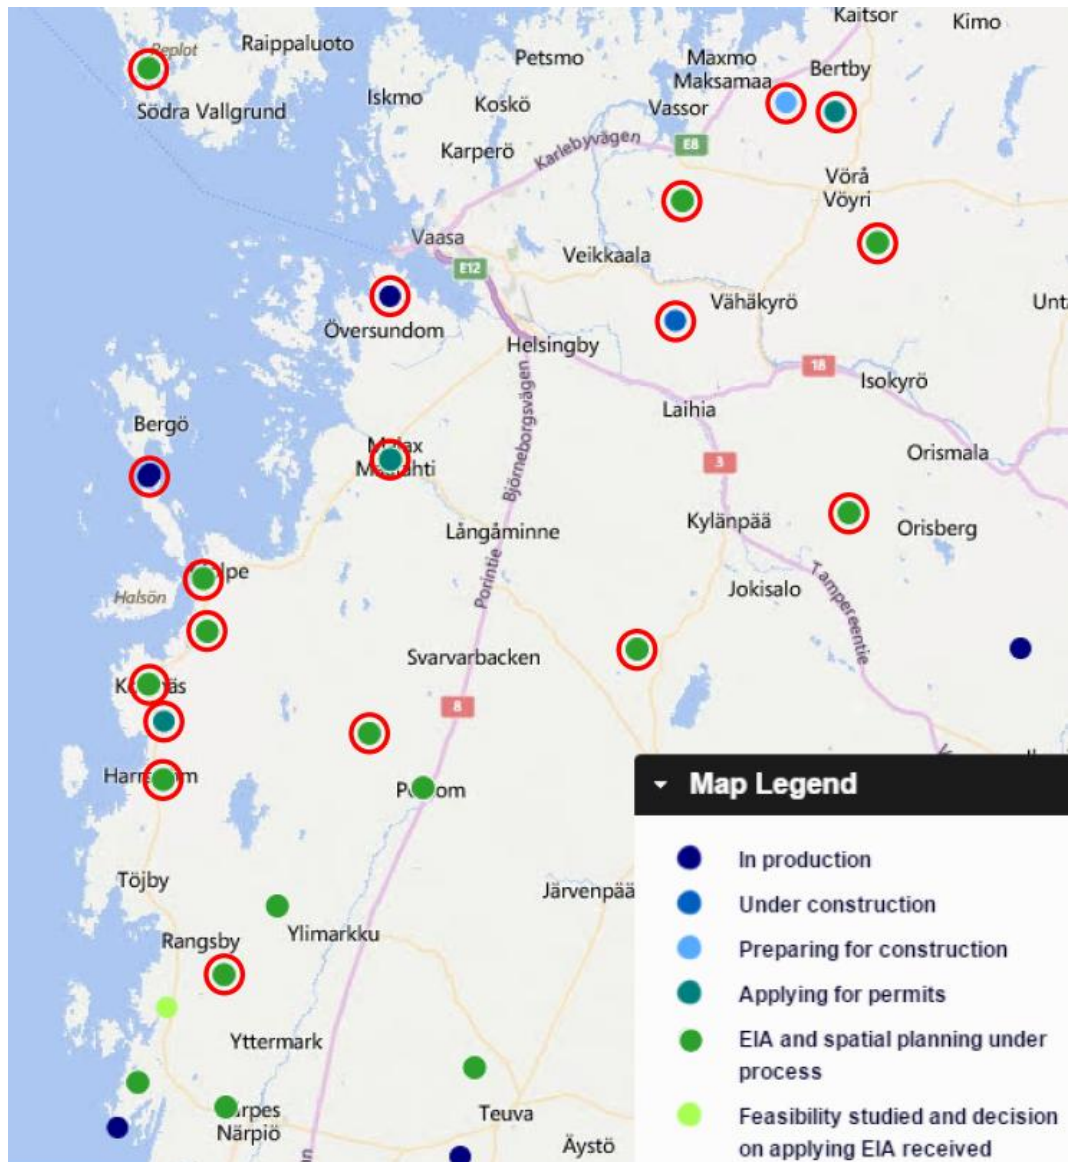 Kaitsor
Kimo
Replot
Raippaluoto
Petsmo
Maxmo
Maksamaa
Bertby
Iskmo
Koskö
Vassor
Södra Vallgrund
Karperö
Karlebyvägen
E8
Vörå
Vöyri
Vaasa
Veikkaala
E12
Översundom
Vähäkyrö
Helsingby
18
Isokyrö
Laihia
Björneborgsvägen
Bergö
3
Orismala
Långåminne
Kylänpää
Orisberg
Porintie
Halsön
Jokisalo
Tampereentie
Svarvarbacken
8
Map Legend
In production
Under construction
Preparing for construction
Applying for permits
EIA and spatial planning under
process
Feasibility studied and decision
on applying EIA received
Töjby
Järvenpää
Rangsby
Ylimarkku
Yttermark
Närpiö
Teuva
Äystö